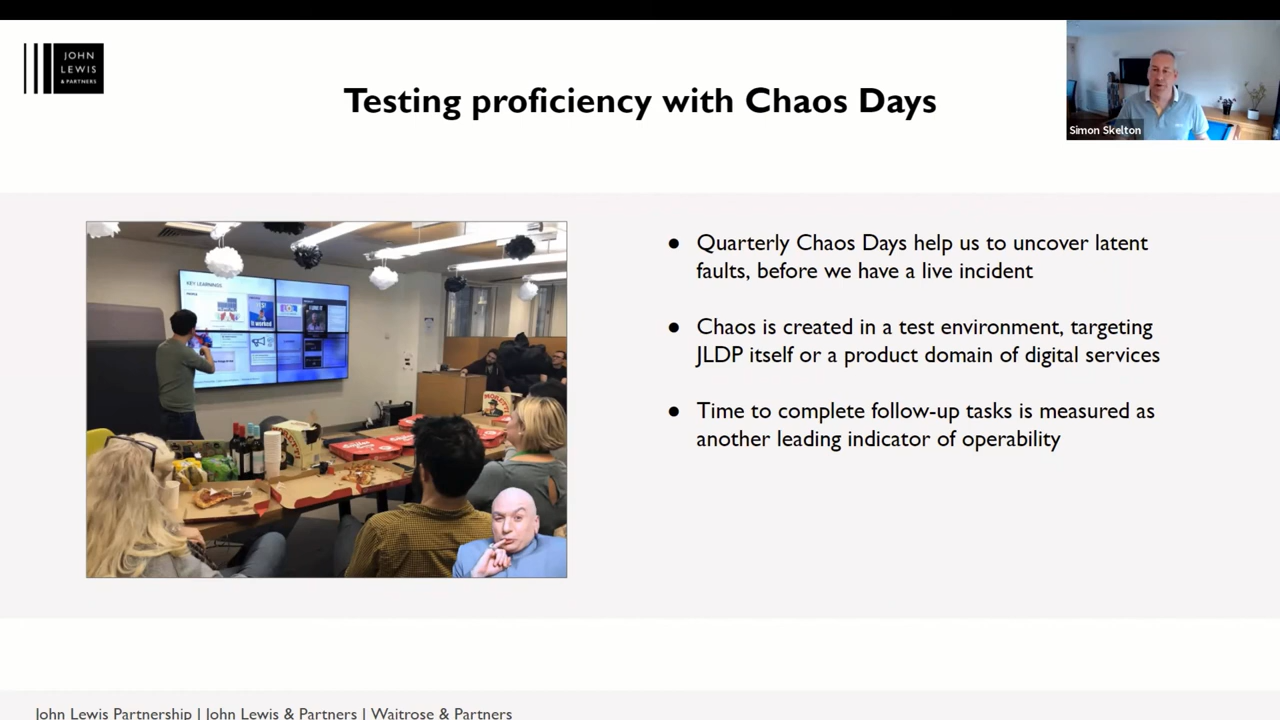 JOHN
LEWIS
& PARTNERS
Testing proficiency with Chaos Days
Simon Skelton
KEY LEARNINGS
● Quarterly Chaos Days help us to uncover latent
faults, before we have a live incident
● Chaos is created in a test environment, targeting
JLDP itself or a product domain of digital services
● Time to complete follow-up tasks is measured as
another leading indicator of operability
John Lewis Partnership | John Lewis & Partners | Waitrose & Partners